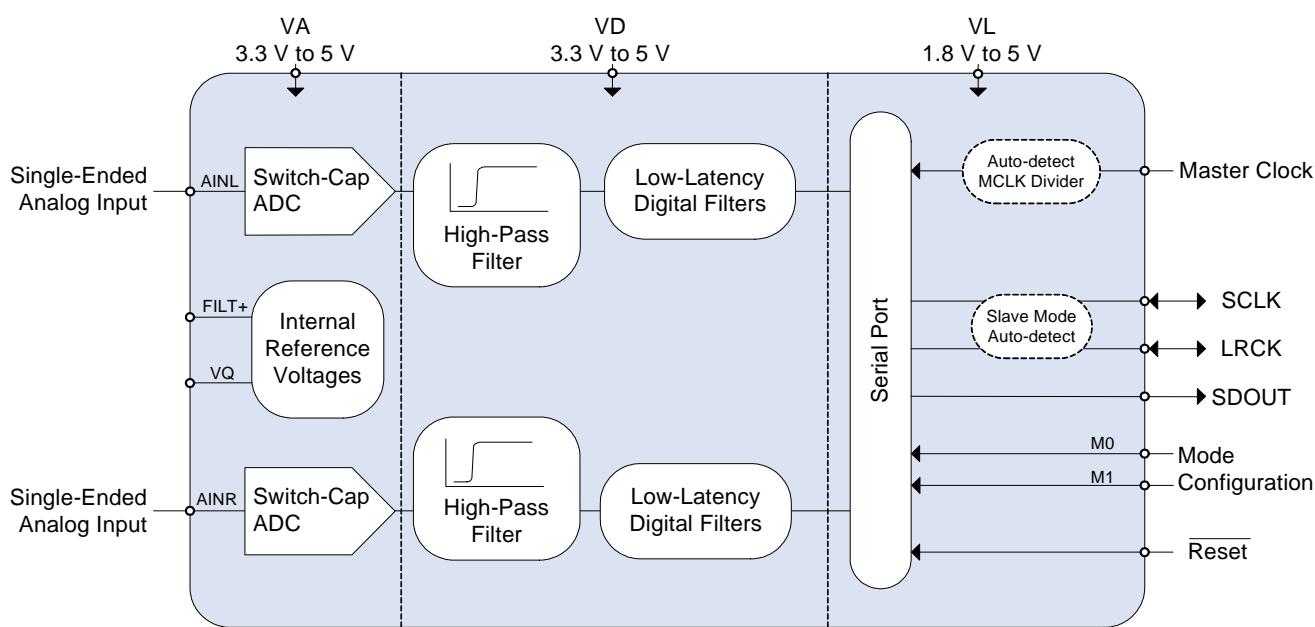 VA
3.3 V to 5 V
VD
3.3 V to 5 V
VL
1.8 V to 5 V
Single-Ended
Analog Input
AINL
Switch-Cap
ADC
High-Pass
Filter
Low-Latency
Digital Filters
Auto-detect
MCLK Divider
Master Clock
FILT+
VQ
Internal
Reference
Voltages
Serial Port
Slave Mode
Auto-detect
SCLK
LRCK
SDOUT
M0
M1
Mode
Configuration
Single-Ended
Analog Input
AINR
Switch-Cap
ADC
High-Pass
Filter
Low-Latency
Digital Filters
Reset